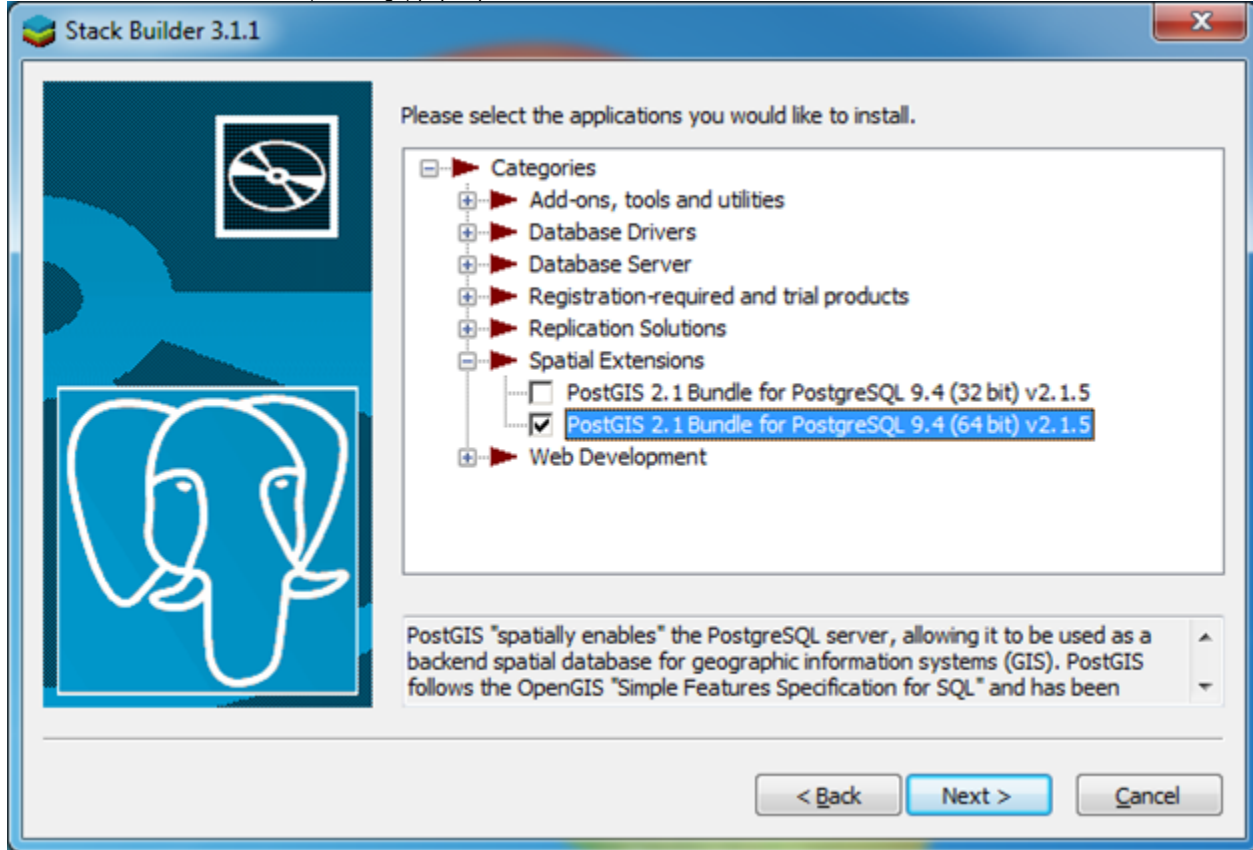 Stack Builder 3.1.1
Please select the applications you would like to install.
Categories
Add-ons, tools and utilities
Database Drivers
Database Server
Registration-required and trial products
Replication Solutions
Spatial Extensions
PostGIS 2.1 Bundle for PostgreSQL 9.4 (32 bit) v2.1.5
PostGIS 2.1 Bundle for PostgreSQL 9.4 (64 bit) v2.1.5
Web Development
PostGIS "spatially enables" the PostgreSQL server, allowing it to be used as a
backend spatial database for geographic information systems (GIS). PostGIS
follows the OpenGIS "Simple Features Specification for SQL" and has been
< Back
Next >
Cancel